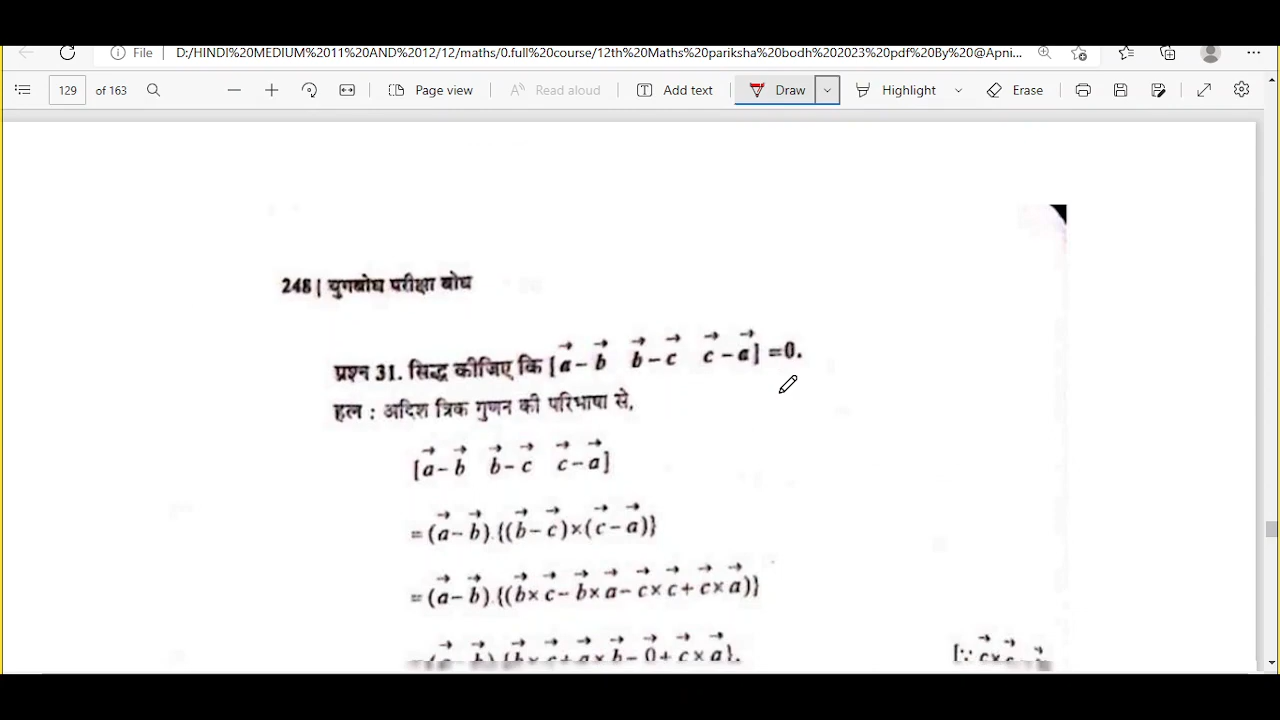 File | D:/HINDI%20MEDIUM%2011%20AND%2012/12/maths/0.full%20course/12th%20Maths%20pariksha%20bodh%202023%20pdf%20By%20@Apni...
129 of 163 Page view Read aloud Add text Draw Highlight Erase
248 | युगबोध परीक्षा बोध
प्रश्न 31. सिद्ध कीजिए कि [a⃗ – b⃗ b⃗ – c⃗ c⃗ – a⃗] = 0.
हल : अदिश त्रिक गुणन की परिभाषा से,
[a⃗ – b⃗ b⃗ – c⃗ c⃗ – a⃗]
= (a⃗ – b⃗).{(b⃗ – c⃗)×(c⃗ – a⃗)}
= (a⃗ – b⃗).{(b⃗× c⃗ – b⃗× a⃗ – c⃗× c⃗ + c⃗× a⃗)}
b⃗× c⃗ + a⃗× b⃗ – 0⃗ + c⃗× a⃗}. [∵ c⃗× c⃗